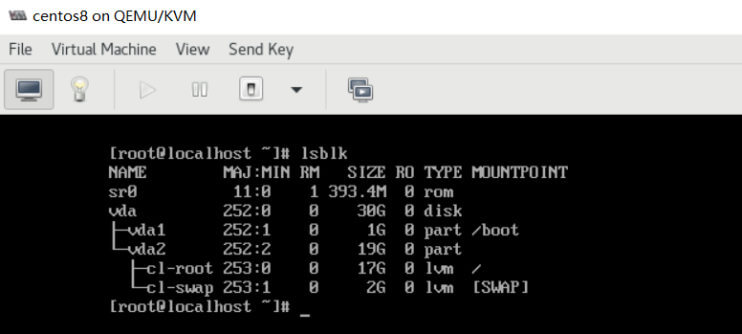 centos8 on QEMU/KVM
File Virtual Machine View Send Key
[root@localhost ~]# lsblk
NAME MAJ:MIN RM SIZE RO TYPE MOUNTPOINT
sr0 11:0 1 393.4M 0 rom
vda 252:0 0 30G 0 disk
├─vda1 252:1 0 1G 0 part /boot
└─vda2 252:2 0 19G 0 part
├─cl-root 253:0 0 17G 0 lvm /
└─cl-swap 253:1 0 2G 0 lvm [SWAP]
[root@localhost ~]# _